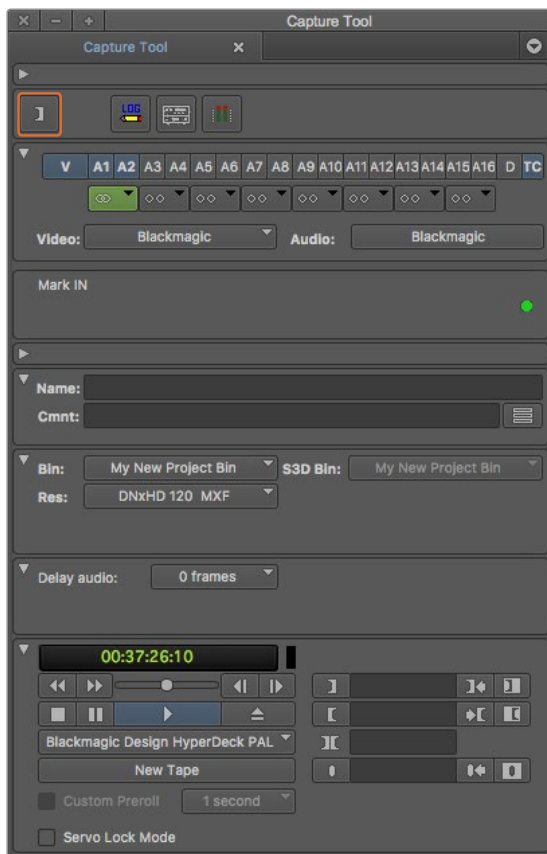 Capture Tool
Capture Tool
LOG
V A1 A2 A3 A4 A5 A6 A7 A8 A9 A10 A11 A12 A13 A14 A15 A16 D TC
Video: Blackmagic Audio: Blackmagic
Mark IN
Name:
Cmnt:
Bin: My New Project Bin S3D Bin: My New Project Bin
Res: DNxHD 120 MXF
Delay audio: 0 frames
00:37:26:10
Blackmagic Design HyperDeck PAL
New Tape
Custom Preroll 1 second
Servo Lock Mode